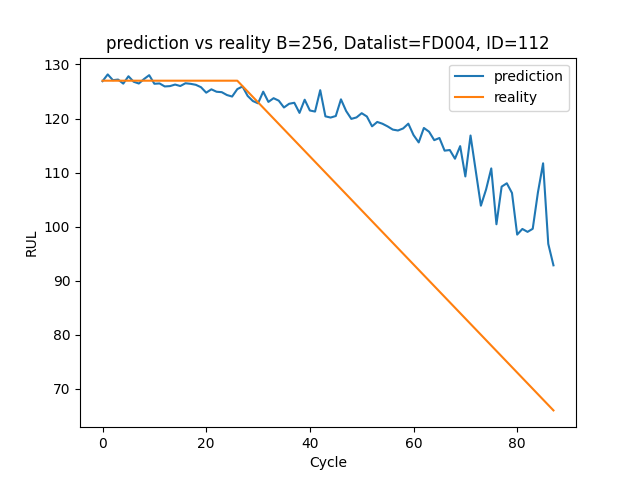 prediction vs reality B=256, Datalist=FD004, ID=112
prediction
reality
130
120
110
100
90
80
70
RUL
0 20 40 60 80
Cycle